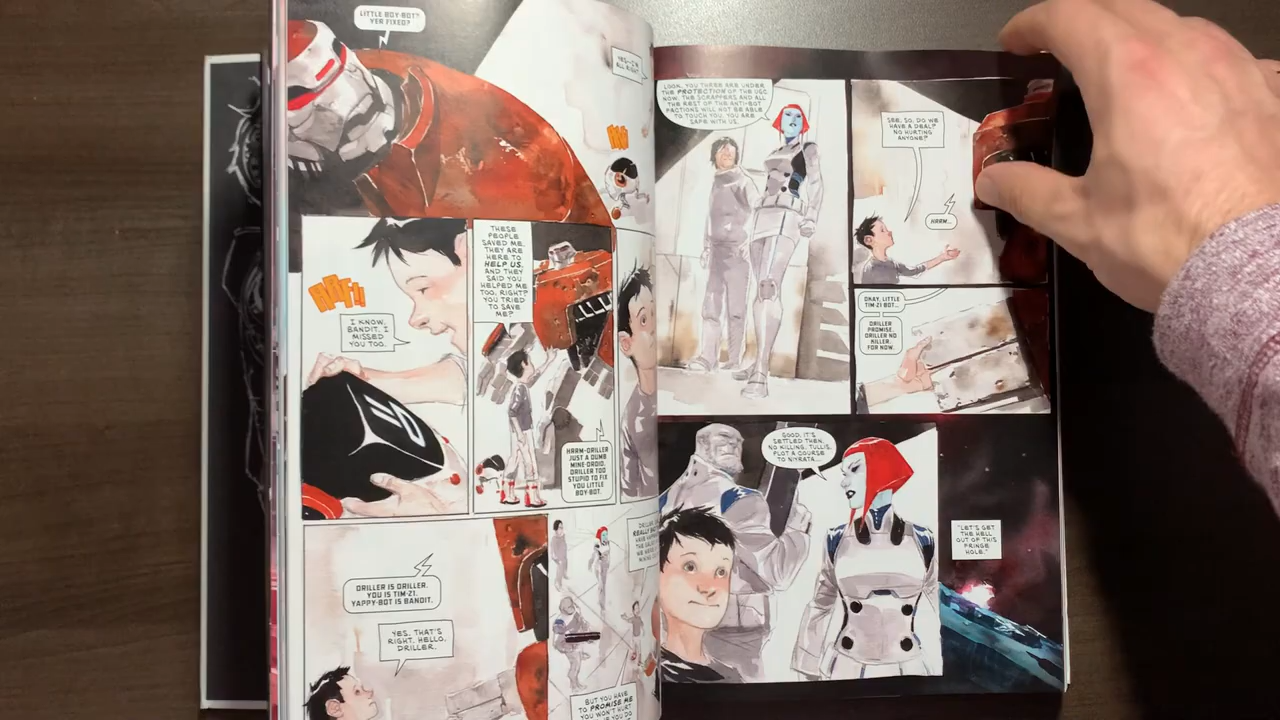 LITTLE BOY-BOT?
YER FIXED?
YES--I'M
ALL RIGHT.
ARF!!
I KNOW,
BANDIT. I
MISSED
YOU TOO.
THESE
PEOPLE
SAVED ME.
THEY ARE
HERE TO
HELP US.
AND THEY
SAID YOU
HELPED ME
TOO, RIGHT?
YOU TRIED
TO SAVE
ME?
HARM-DRILLER
JUST A DUMB
MINE-DROID.
DRILLER TOO
STUPID TO FIX
YOU LITTLE
BOY-BOT.
DRILLER IS DRILLER.
YOU IS TIM-21.
YAPPY-BOT IS BANDIT.
YES. THAT'S
RIGHT. HELLO,
DRILLER.
REALLY
BUT YOU HAVE
TO PROMISE ME
YOU WON'T HURT
LOOK, YOU THREE ARE UNDER
THE PROTECTION OF THE UGC
NOW. THE SCRAPPERS AND ALL
THE REST OF THE ANTI-BOT
FACTIONS WILL NOT BE ABLE
TO TOUCH YOU. YOU ARE
SAFE WITH US.
SEE. SO, DO WE
HAVE A DEAL?
NO HURTING
ANYONE?
HRRM...
OKAY, LITTLE
TIM-21 BOT...
DRILLER
PROMISE.
DRILLER NO
KILLER.
FOR NOW.
GOOD. IT'S
SETTLED THEN.
NO KILLING. TULLIS,
PLOT A COURSE
TO NIYRATA...
"LET'S GET
THE HELL
OUT OF THIS
FRINGE
HOLE."